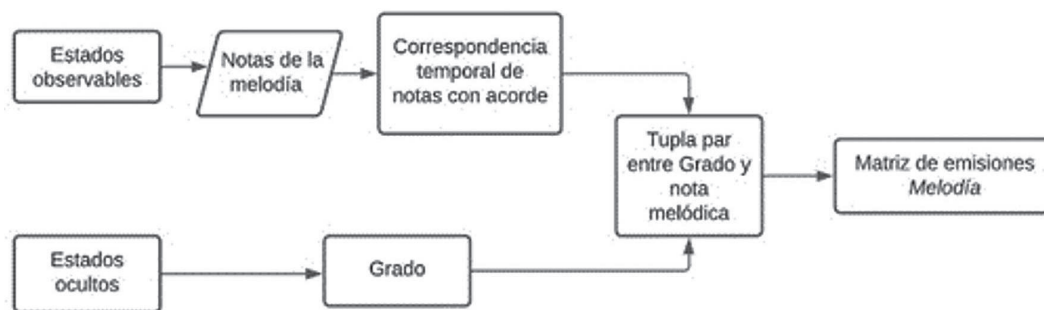 Estados
observables
Notas de la
melodía
Correspondencia
temporal de
notas con acorde
Tupla par
entre Grado y
nota
melódica
Matriz de emisiones
Melodía
Estados
ocultos
Grado